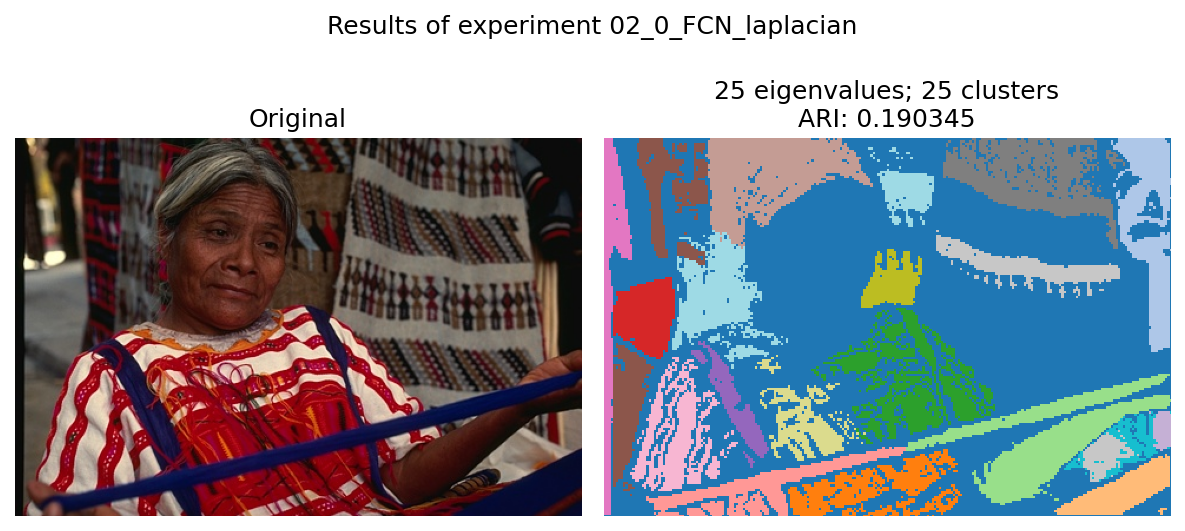 Results of experiment 02_0_FCN_laplacian
Original
25 eigenvalues; 25 clusters
ARI: 0.190345